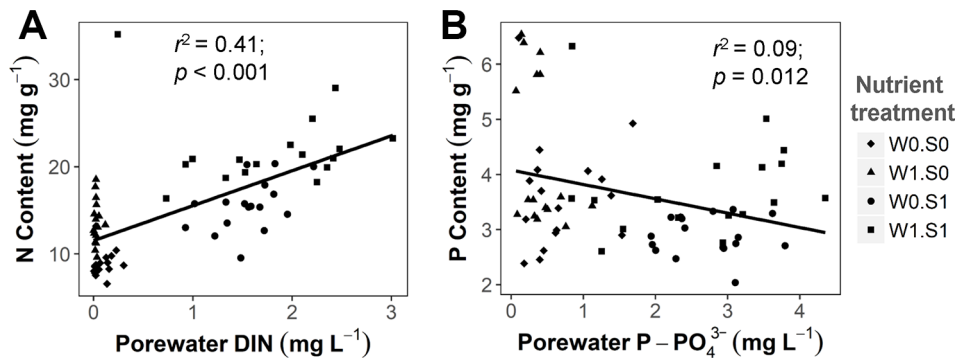 A
r² = 0.41;
p < 0.001
N Content (mg g⁻¹)
30
20
10
0
1
2
3
Porewater DIN (mg L⁻¹)
B
r² = 0.09;
p = 0.012
P Content (mg g⁻¹)
6
5
4
3
2
0
1
2
3
4
Porewater P − PO₄³⁻ (mg L⁻¹)
Nutrient
treatment
W0.S0
W1.S0
W0.S1
W1.S1